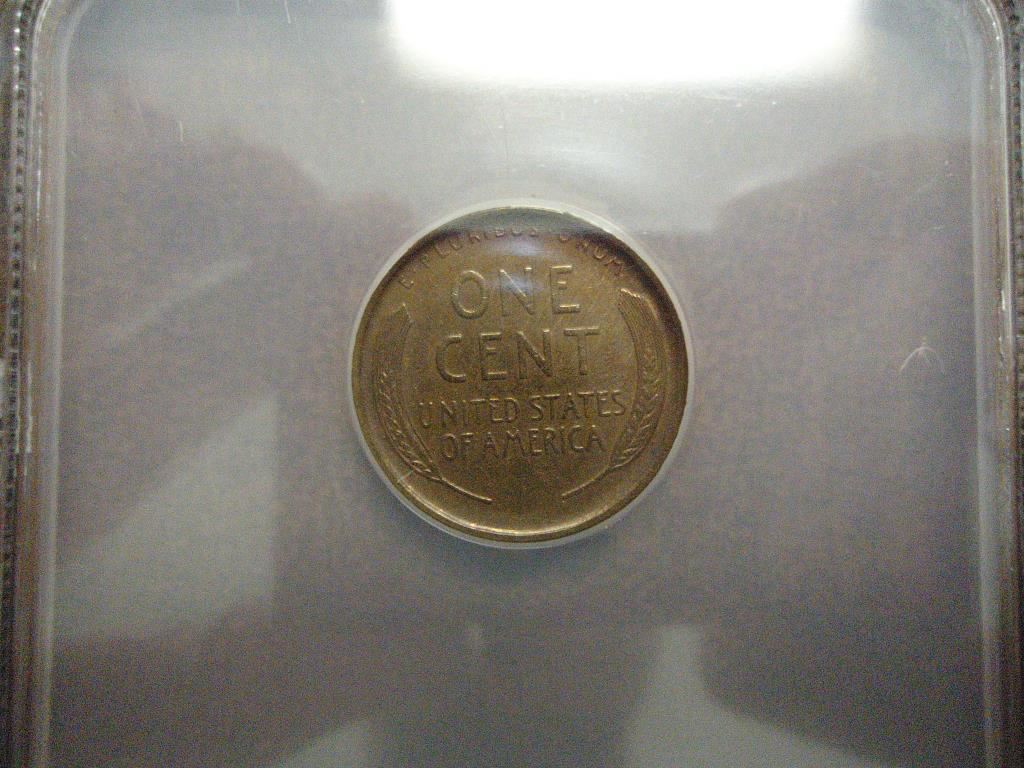 E PLURIBUS UNUM
ONE
CENT
UNITED STATES
OF AMERICA